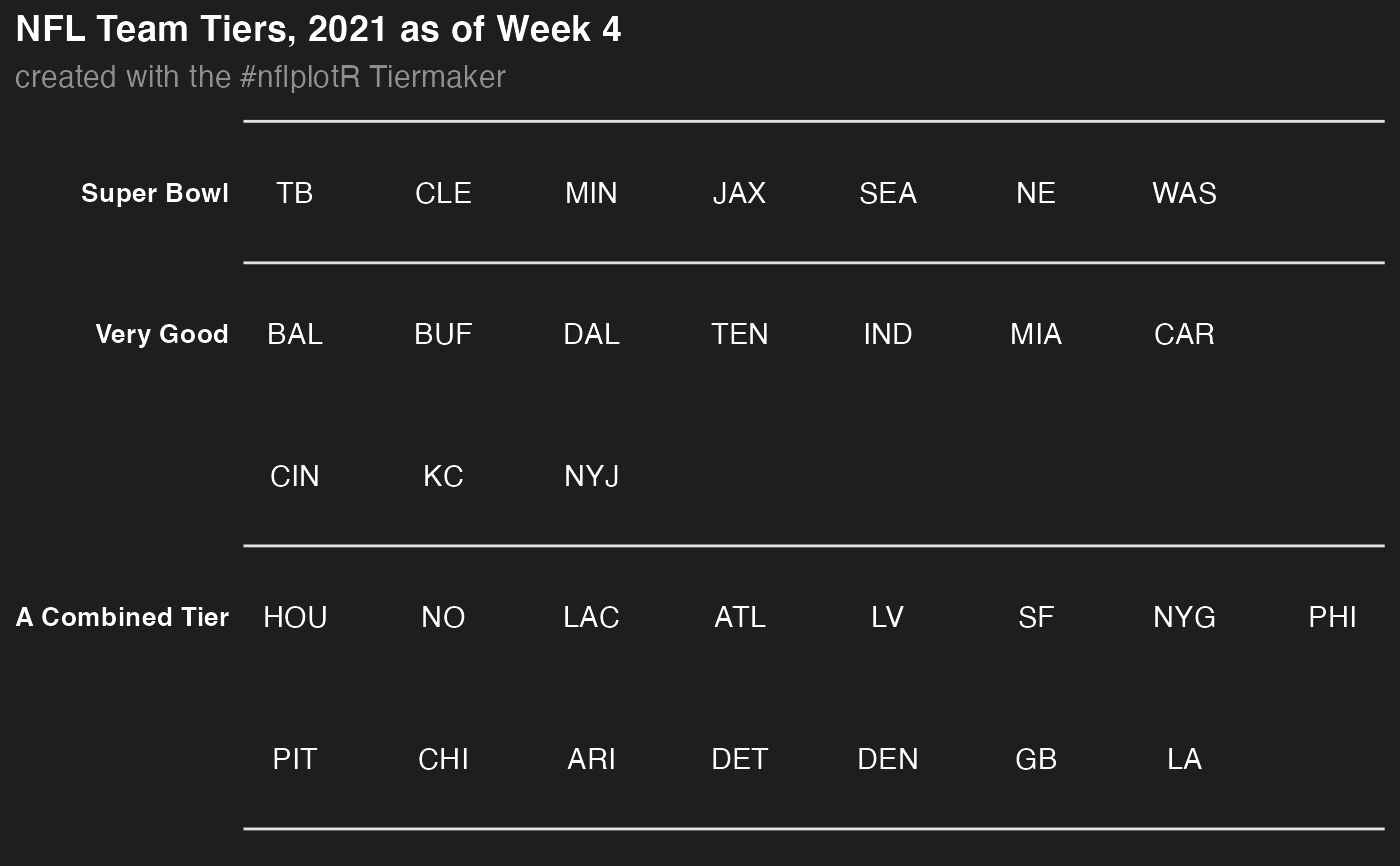 NFL Team Tiers, 2021 as of Week 4
created with the #nflplotR Tiermaker
Super Bowl TB CLE MIN JAX SEA NE WAS
Very Good BAL BUF DAL TEN IND MIA CAR
CIN KC NYJ
A Combined Tier HOU NO LAC ATL LV SF NYG PHI
PIT CHI ARI DET DEN GB LA